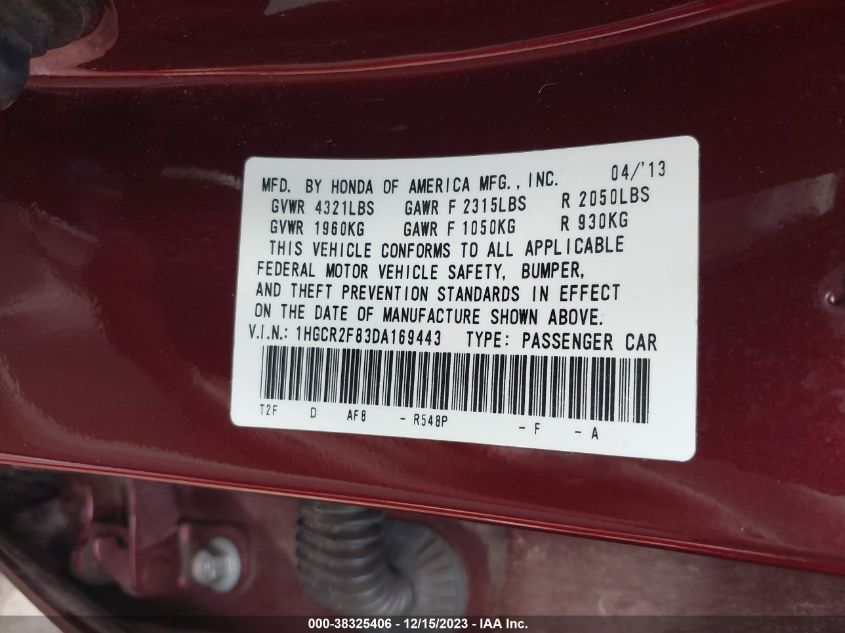 MFD. BY HONDA OF AMERICA MFG., INC. 04/'13
GVWR 4321LBS GAWR F 2315LBS R 2050LBS
GVWR 1960KG GAWR F 1050KG R 930KG
THIS VEHICLE CONFORMS TO ALL APPLICABLE
FEDERAL MOTOR VEHICLE SAFETY, BUMPER,
AND THEFT PREVENTION STANDARDS IN EFFECT
ON THE DATE OF MANUFACTURE SHOWN ABOVE.
V.I.N.: 1HGCR2F83DA169443 TYPE: PASSENGER CAR
T2F D AF8 - R548P - F - A
000-38325406 - 12/15/2023 - IAA Inc.